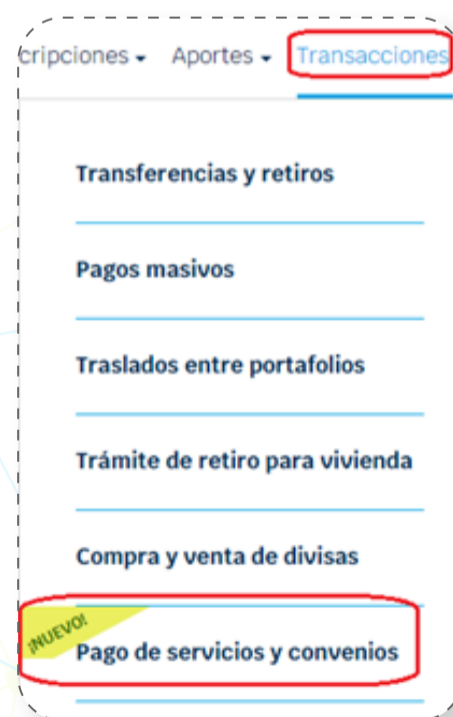 cripciones Aportes Transacciones
Transferencias y retiros
Pagos masivos
Traslados entre portafolios
Trámite de retiro para vivienda
Compra y venta de divisas
¡NUEVO!
Pago de servicios y convenios